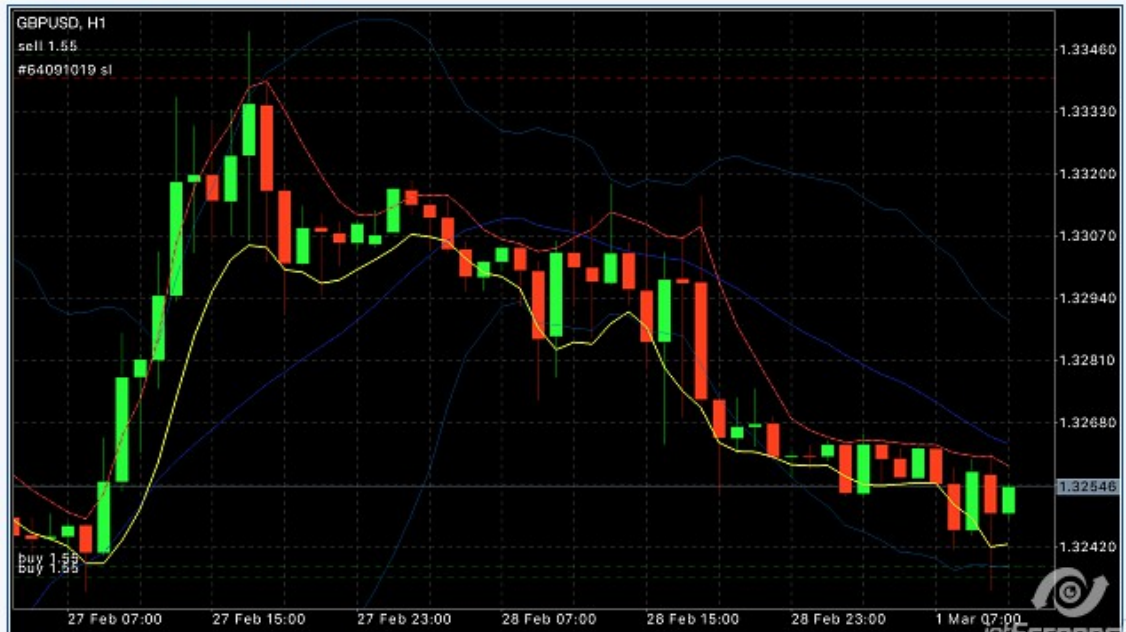 GBPUSD, H1
sell 1.55
#64091019 sl
1.33460
1.33330
1.33200
1.33070
1.32940
1.32810
1.32680
1.32546
1.32420
buy 1.55
buy 1.55
27 Feb 07:00 27 Feb 15:00 27 Feb 23:00 28 Feb 07:00 28 Feb 15:00 28 Feb 23:00 1 Mar 07:00